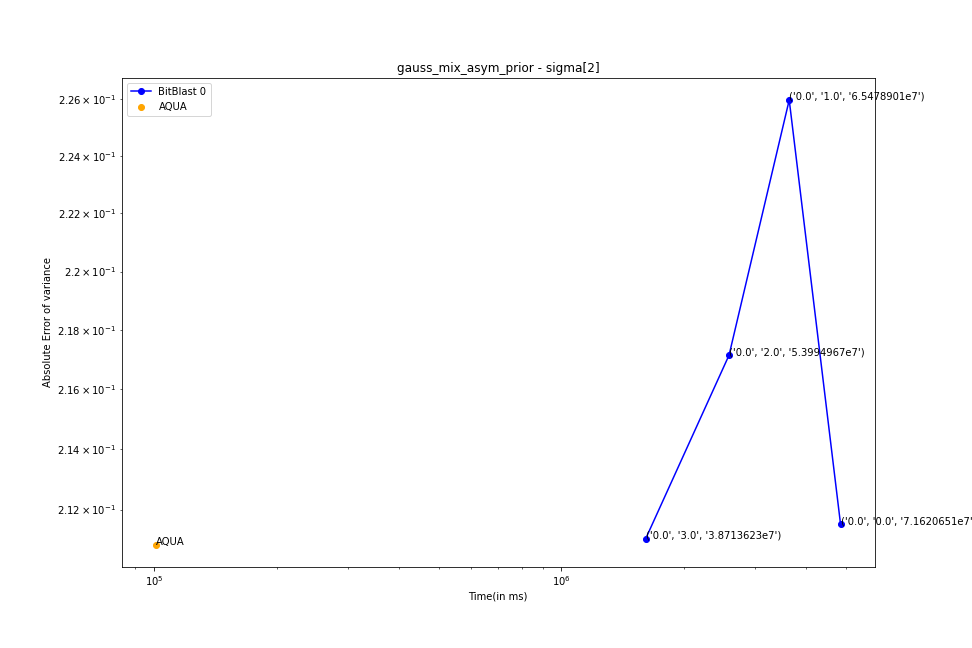 gauss_mix_asym_prior - sigma[2]
BitBlast 0
AQUA
2.26 × 10⁻¹
2.24 × 10⁻¹
2.22 × 10⁻¹
2.2 × 10⁻¹
2.18 × 10⁻¹
2.16 × 10⁻¹
2.14 × 10⁻¹
2.12 × 10⁻¹
Absolute Error of variance
('0.0', '1.0', '6.5478901e7')
('0.0', '2.0', '5.3994967e7')
('0.0', '0.0', '7.1620651e7'
('0.0', '3.0', '3.8713623e7')
AQUA
10⁵
10⁶
Time(in ms)